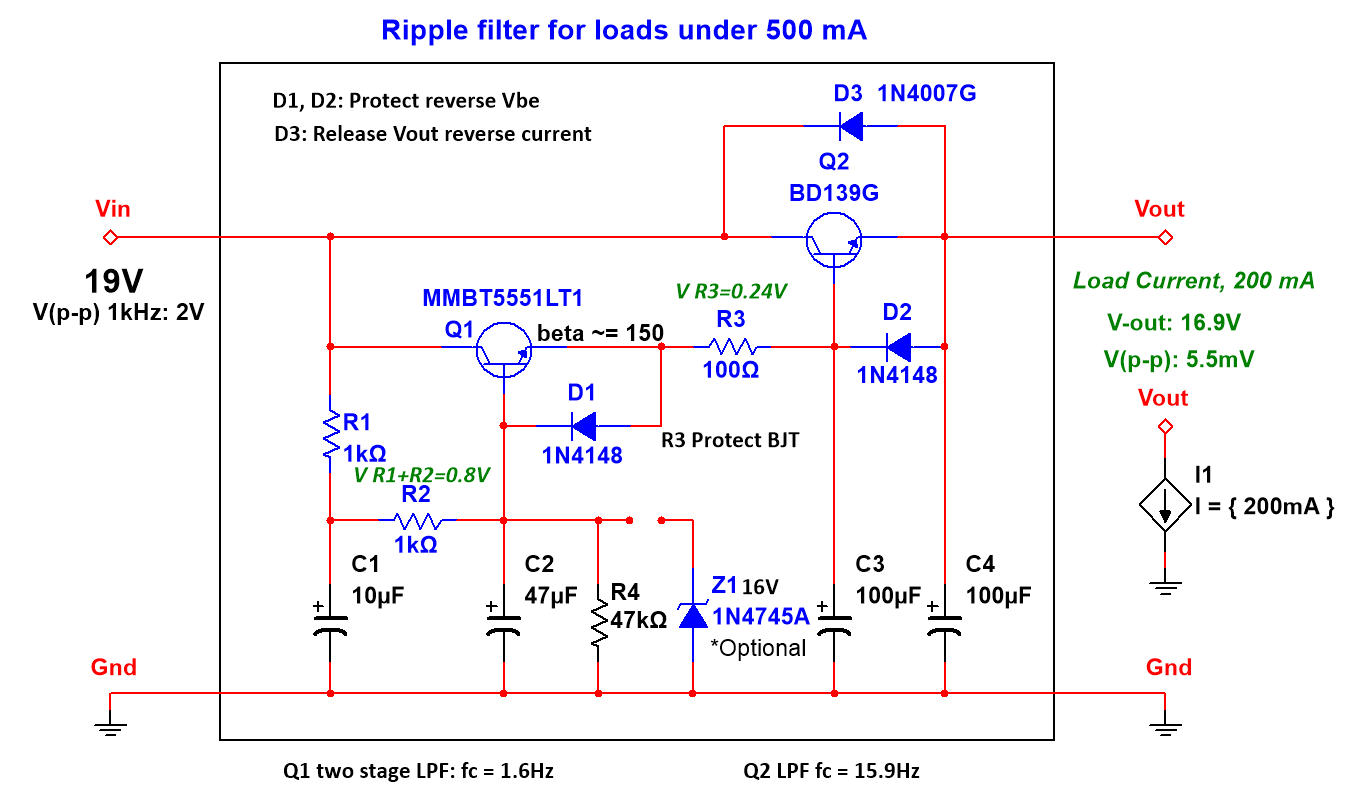 Ripple filter for loads under 500 mA
D1, D2: Protect reverse Vbe
D3: Release Vout reverse current
D3 1N4007G
Q2
BD139G
Vin
Vout
19V
V(p-p) 1kHz: 2V
Load Current, 200 mA
V-out: 16.9V
V(p-p): 5.5mV
MMBT5551LT1
Q1
beta ~= 150
V R3=0.24V
R3
100Ω
D2
1N4148
D1
1N4148
R3 Protect BJT
R1
1kΩ
V R1+R2=0.8V
R2
1kΩ
Vout
I1
I = { 200mA }
C1
10µF
+
C2
47µF
+
R4
47kΩ
Z1 16V
1N4745A
*Optional
C3
100µF
+
C4
100µF
+
Gnd
Gnd
Q1 two stage LPF: fc = 1.6Hz
Q2 LPF fc = 15.9Hz